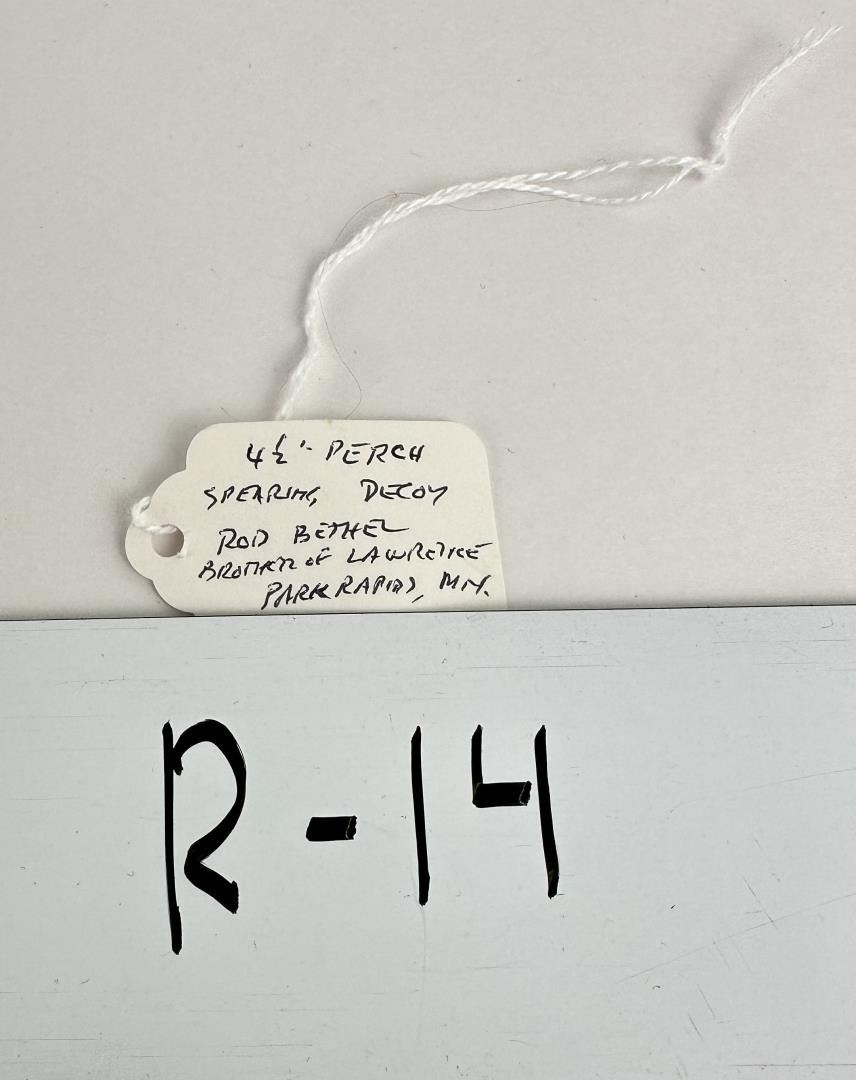 4½"- PERCH
SPEARING DECOY
ROD BETHEL
BROTHER OF LAWRENCE
PARK RAPIDS, MN.
R-14